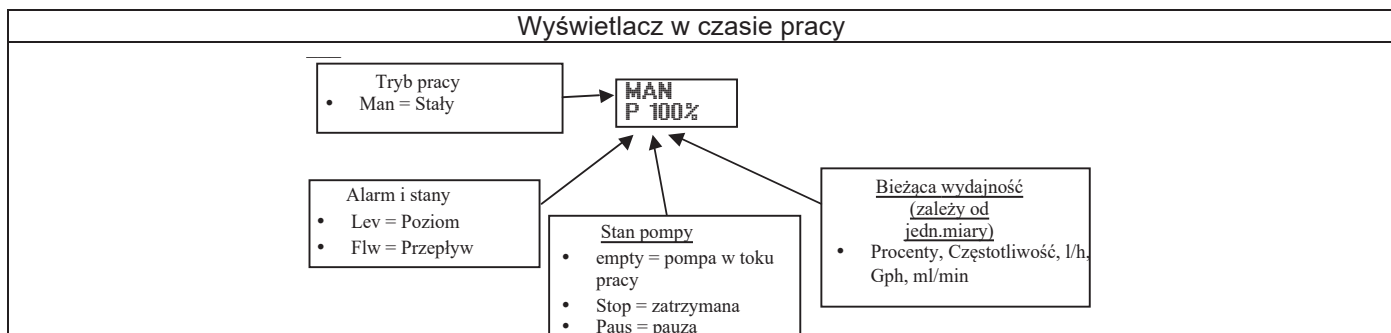 Wyświetlacz w czasie pracy
Tryb pracy
• Man = Stały
MAN
P 100%
Alarm i stany
• Lev = Poziom
• Flw = Przepływ
Stan pompy
• empty = pompa w toku
pracy
• Stop = zatrzymana
• Paus = pauza
Bieżąca wydajność
(zależy od
jedn.miary)
• Procenty, Częstotliwość, l/h,
Gph, ml/min